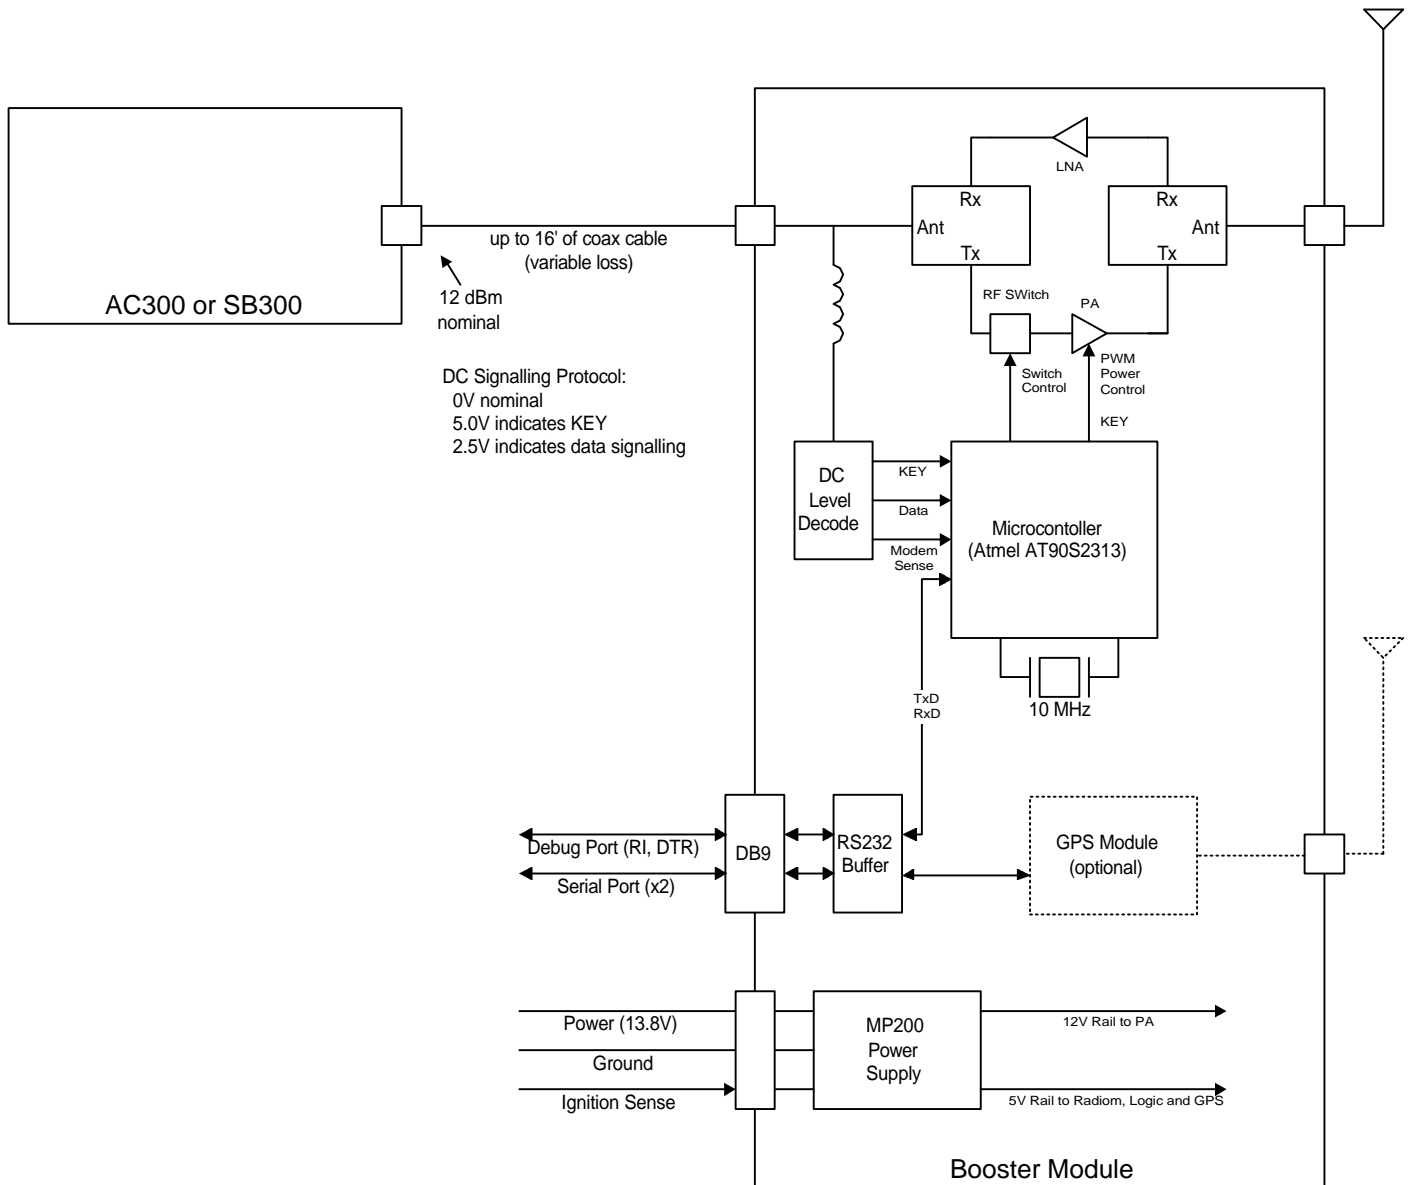 LNA
Rx
Rx
Ant
Ant
Tx
Tx
up to 16' of coax cable
(variable loss)
AC300 or SB300
12 dBm
nominal
RF SWitch
PA
PWM
Power
Control
Switch
Control
KEY
DC Signalling Protocol:
0V nominal
5.0V indicates KEY
2.5V indicates data signalling
DC
Level
Decode
KEY
Data
Modem
Sense
Microcontoller
(Atmel AT90S2313)
TxD
RxD
10 MHz
Debug Port (RI, DTR)
Serial Port (x2)
DB9
RS232
Buffer
GPS Module
(optional)
Power (13.8V)
Ground
Ignition Sense
MP200
Power
Supply
12V Rail to PA
5V Rail to Radiom, Logic and GPS
Booster Module